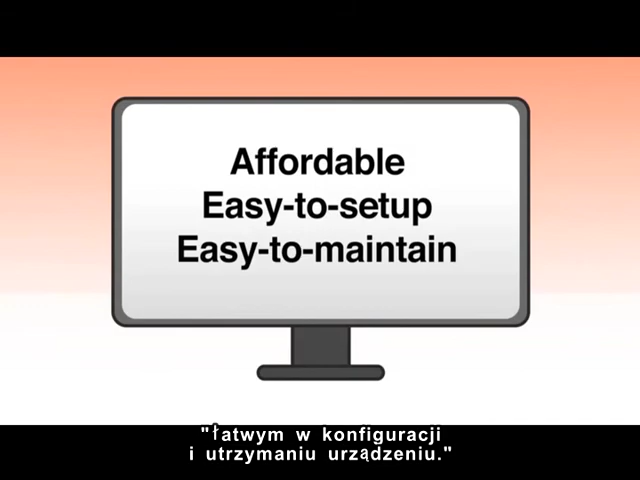 Affordable
Easy-to-setup
Easy-to-maintain
"łatwym w konfiguracji
i utrzymaniu urządzeniu."